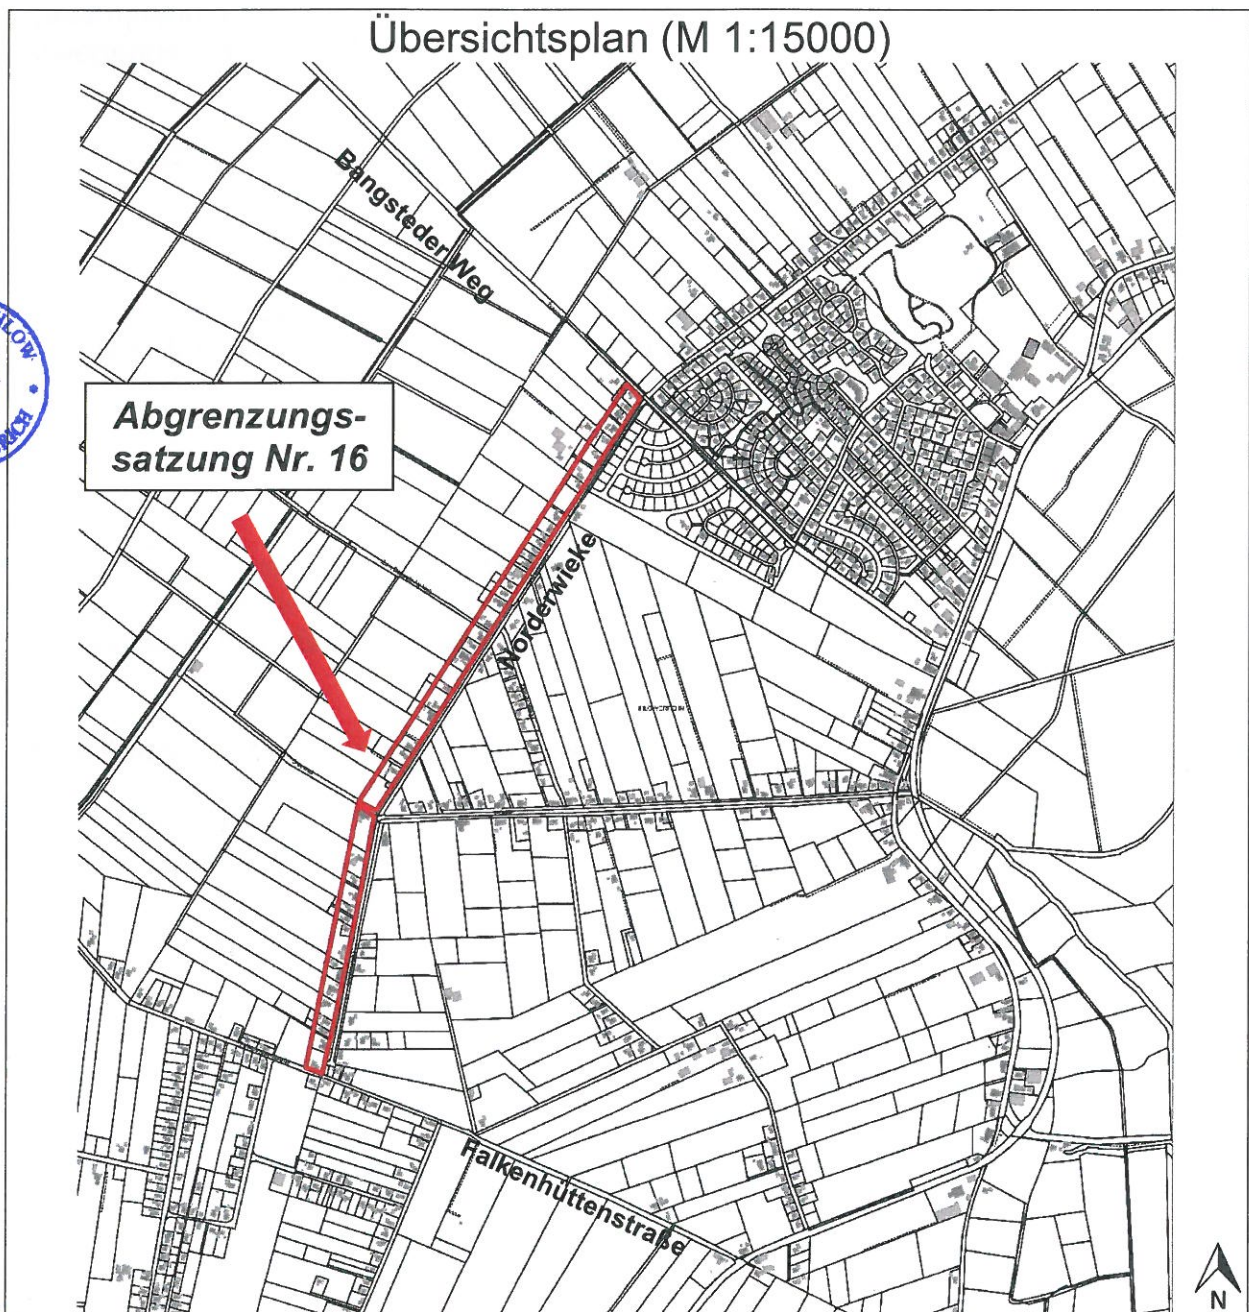 Übersichtsplan (M 1:15000)
Bangsteder Weg
Abgrenzungs-
satzung Nr. 16
Norderwieke
Falkenhüttenstraße
N